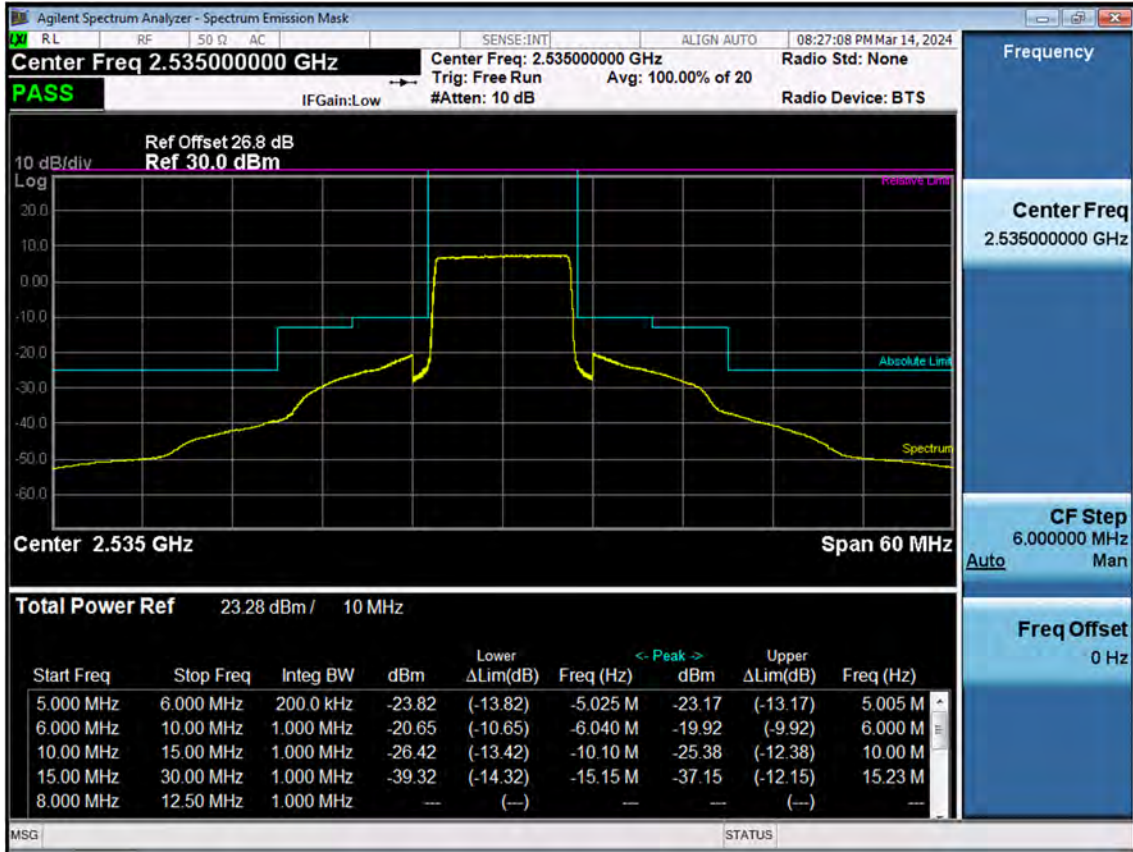 Agilent Spectrum Analyzer - Spectrum Emission Mask
LXI RL RF 50 Ω AC SENSE:INT ALIGN AUTO 08:27:08 PM Mar 14, 2024
Center Freq 2.535000000 GHz Center Freq: 2.535000000 GHz Radio Std: None
Trig: Free Run Avg: 100.00% of 20
PASS IFGain:Low #Atten: 10 dB Radio Device: BTS
Frequency
Ref Offset 26.8 dB
10 dB/div Ref 30.0 dBm
Log
Relative Limit
20.0
10.0
0.00
-10.0
-20.0
Absolute Limit
-30.0
-40.0
-50.0
Spectrum
-60.0
Center 2.535 GHz Span 60 MHz
Center Freq
2.535000000 GHz
CF Step
6.000000 MHz
Auto Man
Freq Offset
0 Hz
Total Power Ref 23.28 dBm / 10 MHz
Lower <- Peak -> Upper
Start Freq Stop Freq Integ BW dBm ΔLim(dB) Freq (Hz) dBm ΔLim(dB) Freq (Hz)
5.000 MHz 6.000 MHz 200.0 kHz -23.82 (-13.82) -5.025 M -23.17 (-13.17) 5.005 M
6.000 MHz 10.00 MHz 1.000 MHz -20.65 (-10.65) -6.040 M -19.92 (-9.92) 6.000 M
10.00 MHz 15.00 MHz 1.000 MHz -26.42 (-13.42) -10.10 M -25.38 (-12.38) 10.00 M
15.00 MHz 30.00 MHz 1.000 MHz -39.32 (-14.32) -15.15 M -37.15 (-12.15) 15.23 M
8.000 MHz 12.50 MHz 1.000 MHz --- (---) --- --- (---) ---
MSG STATUS